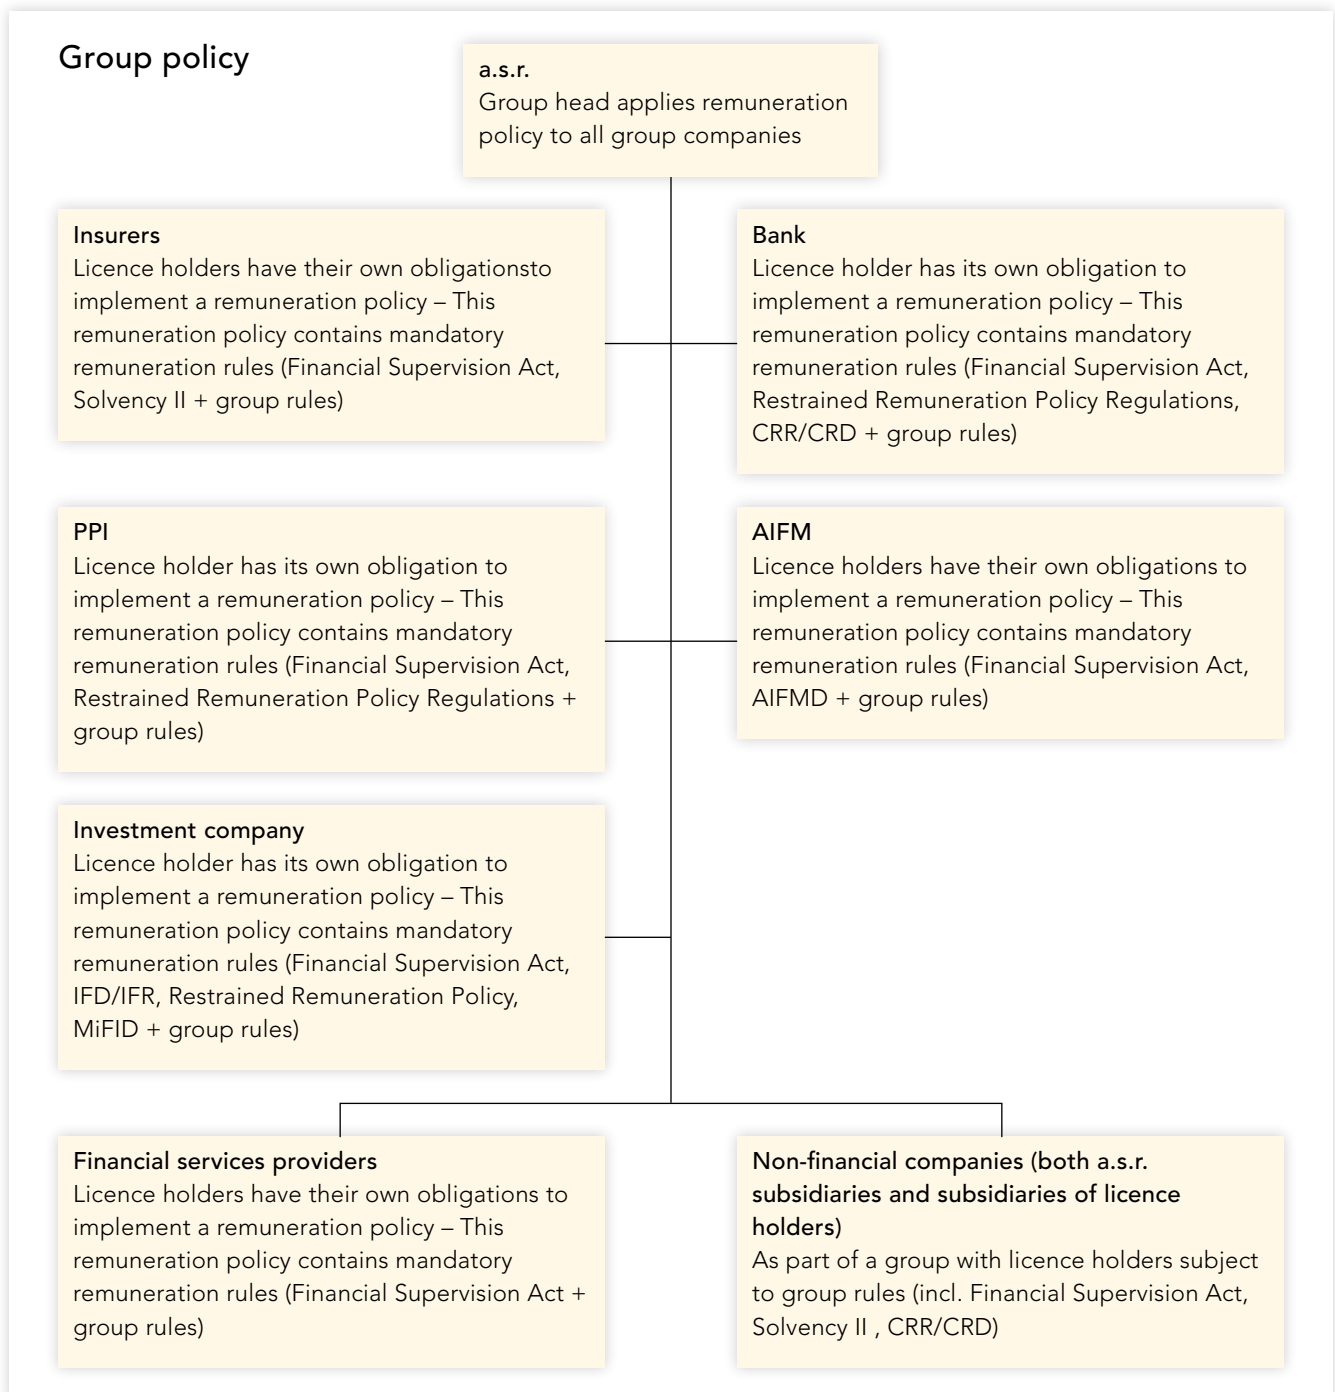 Group policy
a.s.r.
Group head applies remuneration
policy to all group companies
Insurers
Licence holders have their own obligationsto
implement a remuneration policy – This
remuneration policy contains mandatory
remuneration rules (Financial Supervision Act,
Solvency II + group rules)
Bank
Licence holder has its own obligation to
implement a remuneration policy – This
remuneration policy contains mandatory
remuneration rules (Financial Supervision Act,
Restrained Remuneration Policy Regulations,
CRR/CRD + group rules)
PPI
Licence holder has its own obligation to
implement a remuneration policy – This
remuneration policy contains mandatory
remuneration rules (Financial Supervision Act,
Restrained Remuneration Policy Regulations +
group rules)
AIFM
Licence holders have their own obligations to
implement a remuneration policy – This
remuneration policy contains mandatory
remuneration rules (Financial Supervision Act,
AIFMD + group rules)
Investment company
Licence holder has its own obligation to
implement a remuneration policy – This
remuneration policy contains mandatory
remuneration rules (Financial Supervision Act,
IFD/IFR, Restrained Remuneration Policy,
MiFID + group rules)
Financial services providers
Licence holders have their own obligations to
implement a remuneration policy – This
remuneration policy contains mandatory
remuneration rules (Financial Supervision Act +
group rules)
Non-financial companies (both a.s.r.
subsidiaries and subsidiaries of licence
holders)
As part of a group with licence holders subject
to group rules (incl. Financial Supervision Act,
Solvency II , CRR/CRD)